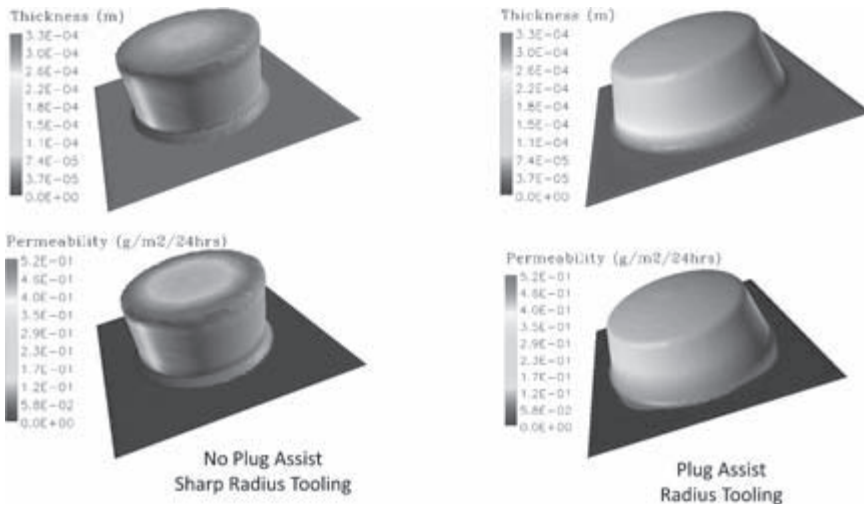 Thickness (m)
3.3E-04
3.0E-04
2.6E-04
2.2E-04
1.8E-04
1.5E-04
1.1E-04
7.4E-05
3.7E-05
0.0E+00
Thickness (m)
3.3E-04
3.0E-04
2.6E-04
2.2E-04
1.8E-04
1.5E-04
1.1E-04
7.4E-05
3.7E-05
0.0E+00
Permeability (g/m2/24hrs)
5.2E-01
4.6E-01
4.0E-01
3.5E-01
2.9E-01
2.3E-01
1.7E-01
1.2E-01
5.8E-02
0.0E+00
Permeability (g/m2/24hrs)
5.2E-01
4.6E-01
4.0E-01
3.5E-01
2.9E-01
2.3E-01
1.7E-01
1.2E-01
5.8E-02
0.0E+00
No Plug Assist
Sharp Radius Tooling
Plug Assist
Radius Tooling